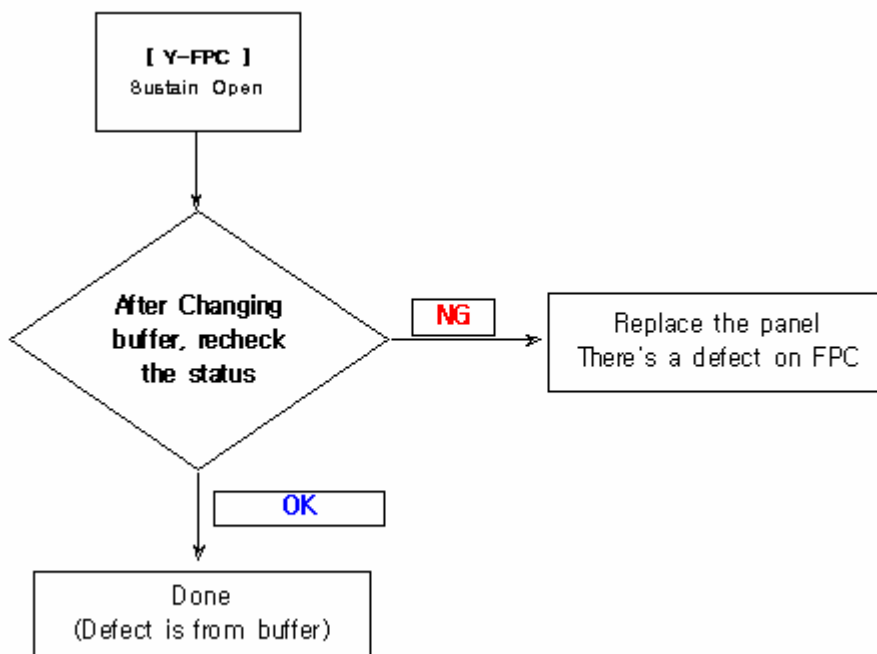 [ Y-FPC ]
Sustain Open
After Changing
buffer, recheck
the status
NG
Replace the panel
There's a defect on FPC
OK
Done
(Defect is from buffer)